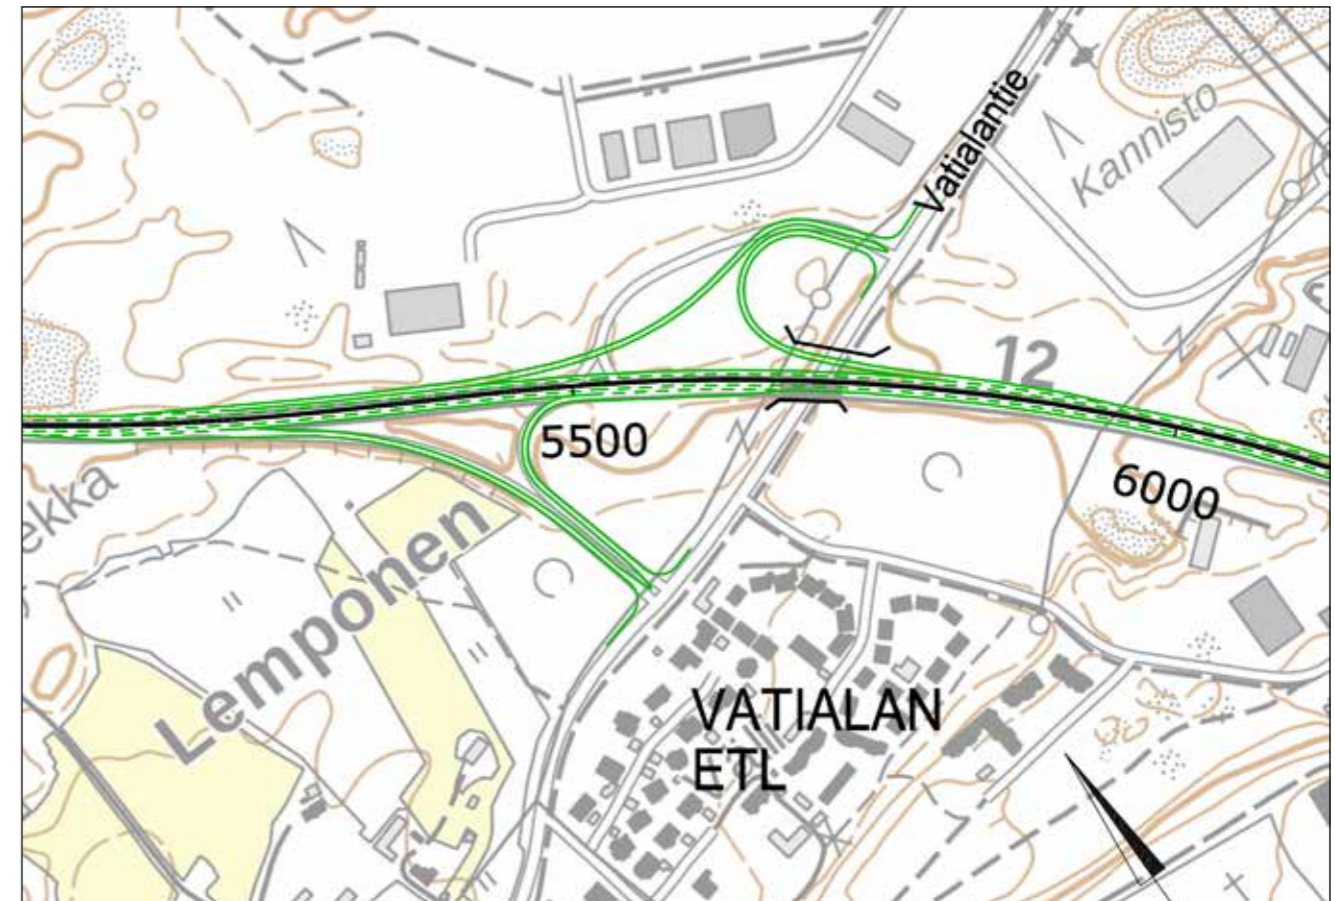 Vatialantie
Kannisto
12
5500
6000
ekka
Lemponen
VATIALAN
ETL